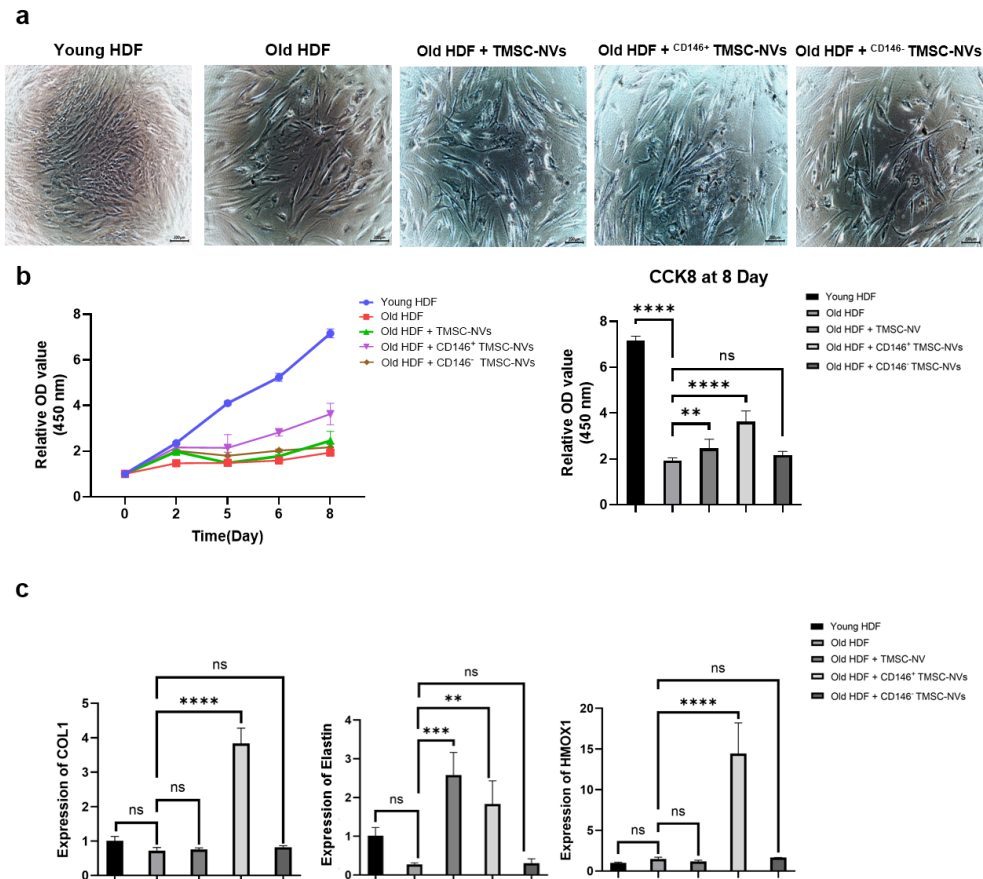 a
Young HDF
Old HDF
Old HDF + TMSC-NVs
Old HDF + CD146+ TMSC-NVs
Old HDF + CD146- TMSC-NVs
b
Relative OD value
(450 nm)
8
6
4
2
0
0 2 5 6 8
Time(Day)
Young HDF
Old HDF
Old HDF + TMSC-NVs
Old HDF + CD146+ TMSC-NVs
Old HDF + CD146- TMSC-NVs
CCK8 at 8 Day
Relative OD value
(450 nm)
8
6
4
2
0
****
ns
****
**
Young HDF
Old HDF
Old HDF + TMSC-NV
Old HDF + CD146+ TMSC-NVs
Old HDF + CD146- TMSC-NVs
c
Young HDF
Old HDF
Old HDF + TMSC-NV
Old HDF + CD146+ TMSC-NVs
Old HDF + CD146- TMSC-NVs
Expression of COL1
5
4
3
2
1
0
ns
****
ns
ns
Expression of Elastin
4
3
2
1
0
ns
**
***
ns
Expression of HMOX1
20
15
10
5
0
ns
****
ns
ns